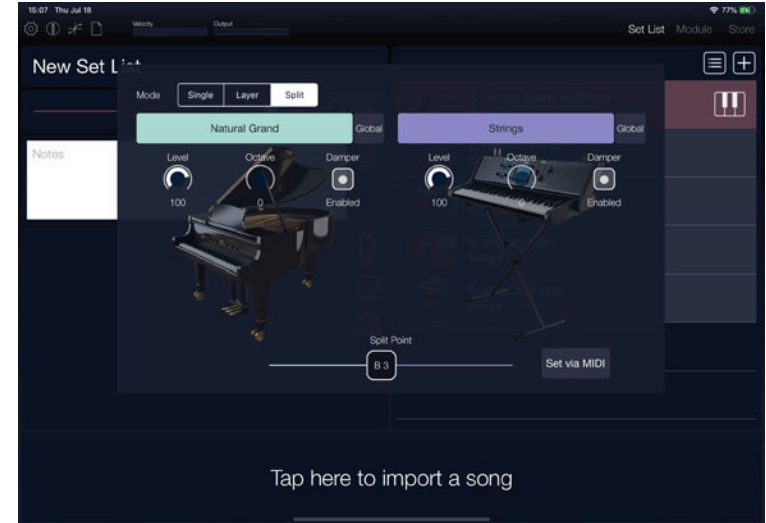 15:07 Thu Jul 18
77%
Velocity
Output
Set List Module Store
New Set List
Mode Single Layer Split
Natural Grand Global Strings Global
Notes
Level Octave Damper Level Octave Damper
100 0 Enabled 100 0 Enabled
Split Point
B 3
Set via MIDI
Tap here to import a song